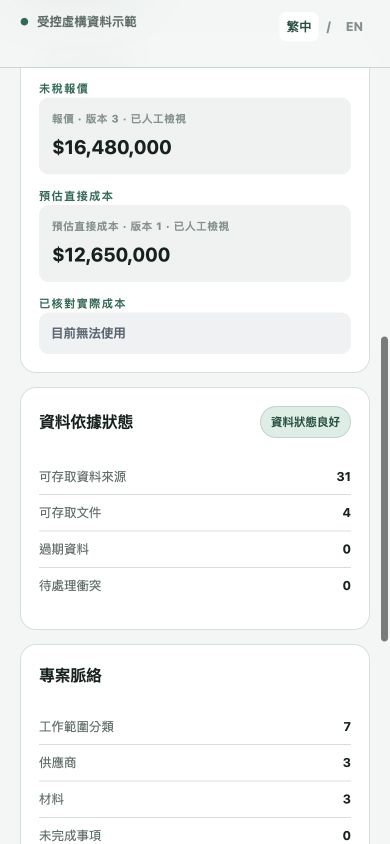 受控虛構資料示範
繁中 / EN
未稅報價
報價 · 版本 3 · 已人工檢視
$16,480,000
預估直接成本
預估直接成本 · 版本 1 · 已人工檢視
$12,650,000
已核對實際成本
目前無法使用
資料依據狀態
資料狀態良好
可存取資料來源 31
可存取文件 4
過期資料 0
待處理衝突 0
專案脈絡
工作範圍分類 7
供應商 3
材料 3
未完成事項 0